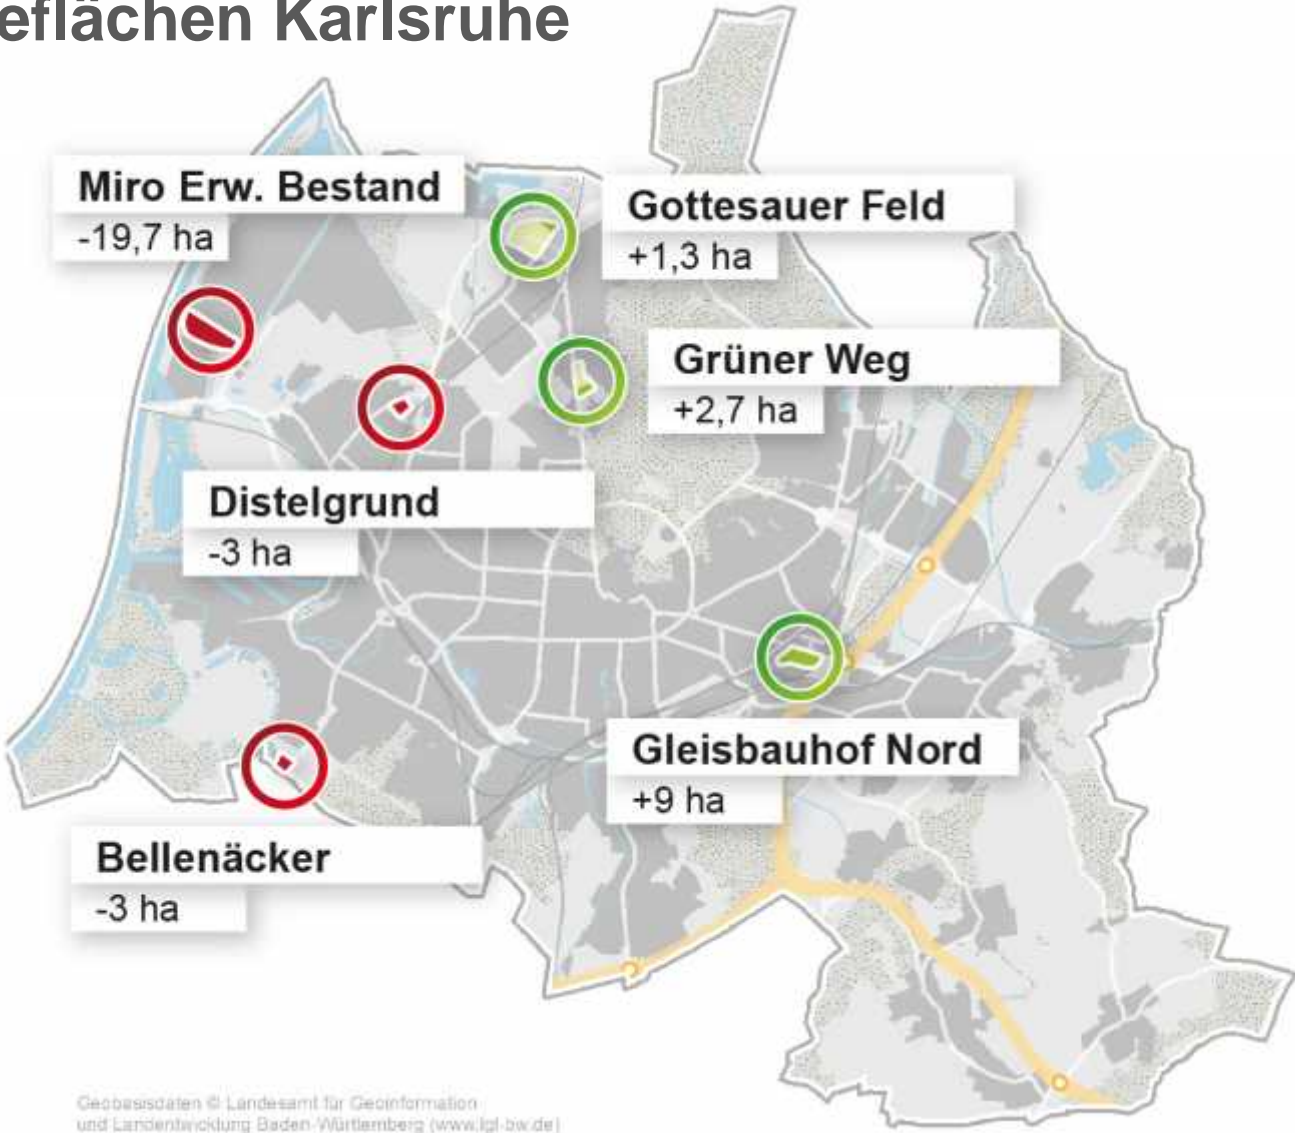 eflächen Karlsruhe
Miro Erw. Bestand
-19,7 ha
Gottesauer Feld
+1,3 ha
Grüner Weg
+2,7 ha
Distelgrund
-3 ha
Gleisbauhof Nord
+9 ha
Bellenäcker
-3 ha
Geobasisdaten © Landesamt für Geoinformation
und Landentwicklung Baden-Württemberg (www.lgl-bw.de)